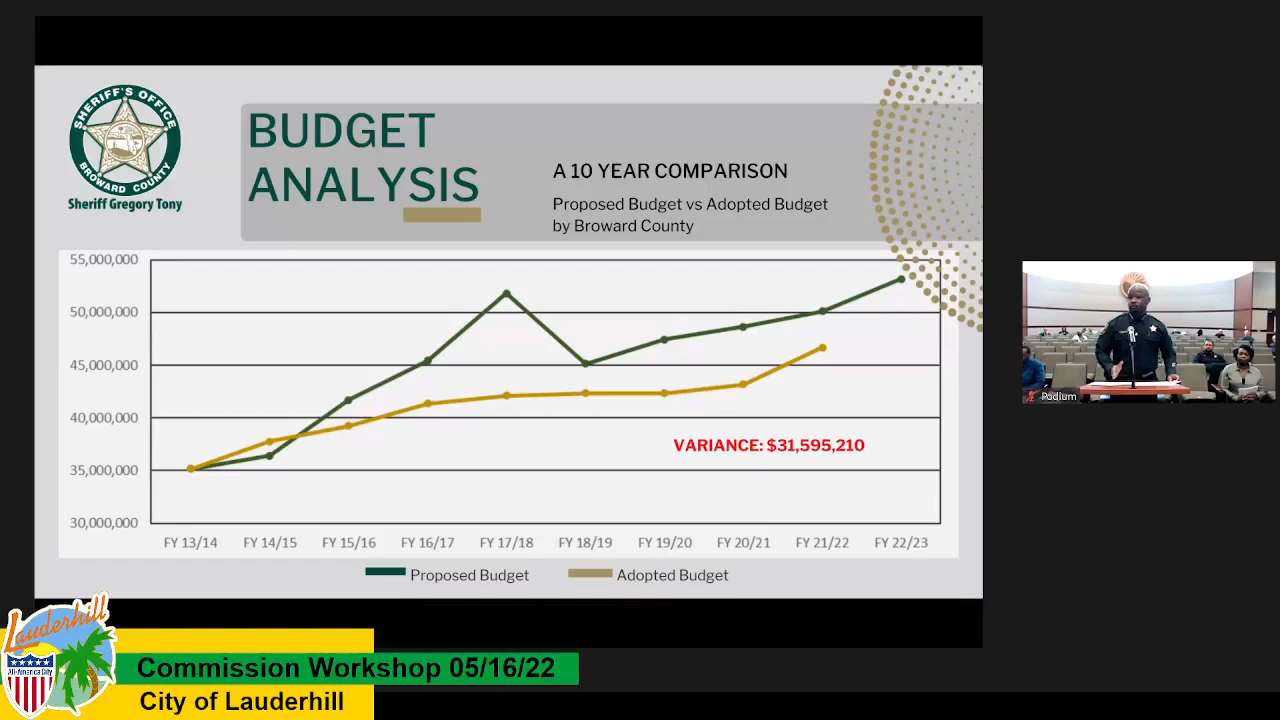 SHERIFF'S OFFICE
BROWARD COUNTY
Sheriff Gregory Tony
BUDGET
ANALYSIS
A 10 YEAR COMPARISON
Proposed Budget vs Adopted Budget
by Broward County
55,000,000
50,000,000
45,000,000
40,000,000
35,000,000
30,000,000
VARIANCE: $31,595,210
FY 13/14 FY 14/15 FY 15/16 FY 16/17 FY 17/18 FY 18/19 FY 19/20 FY 20/21 FY 21/22 FY 22/23
Proposed Budget Adopted Budget
Podium
Lauderhill
All-America City
Commission Workshop 05/16/22
City of Lauderhill